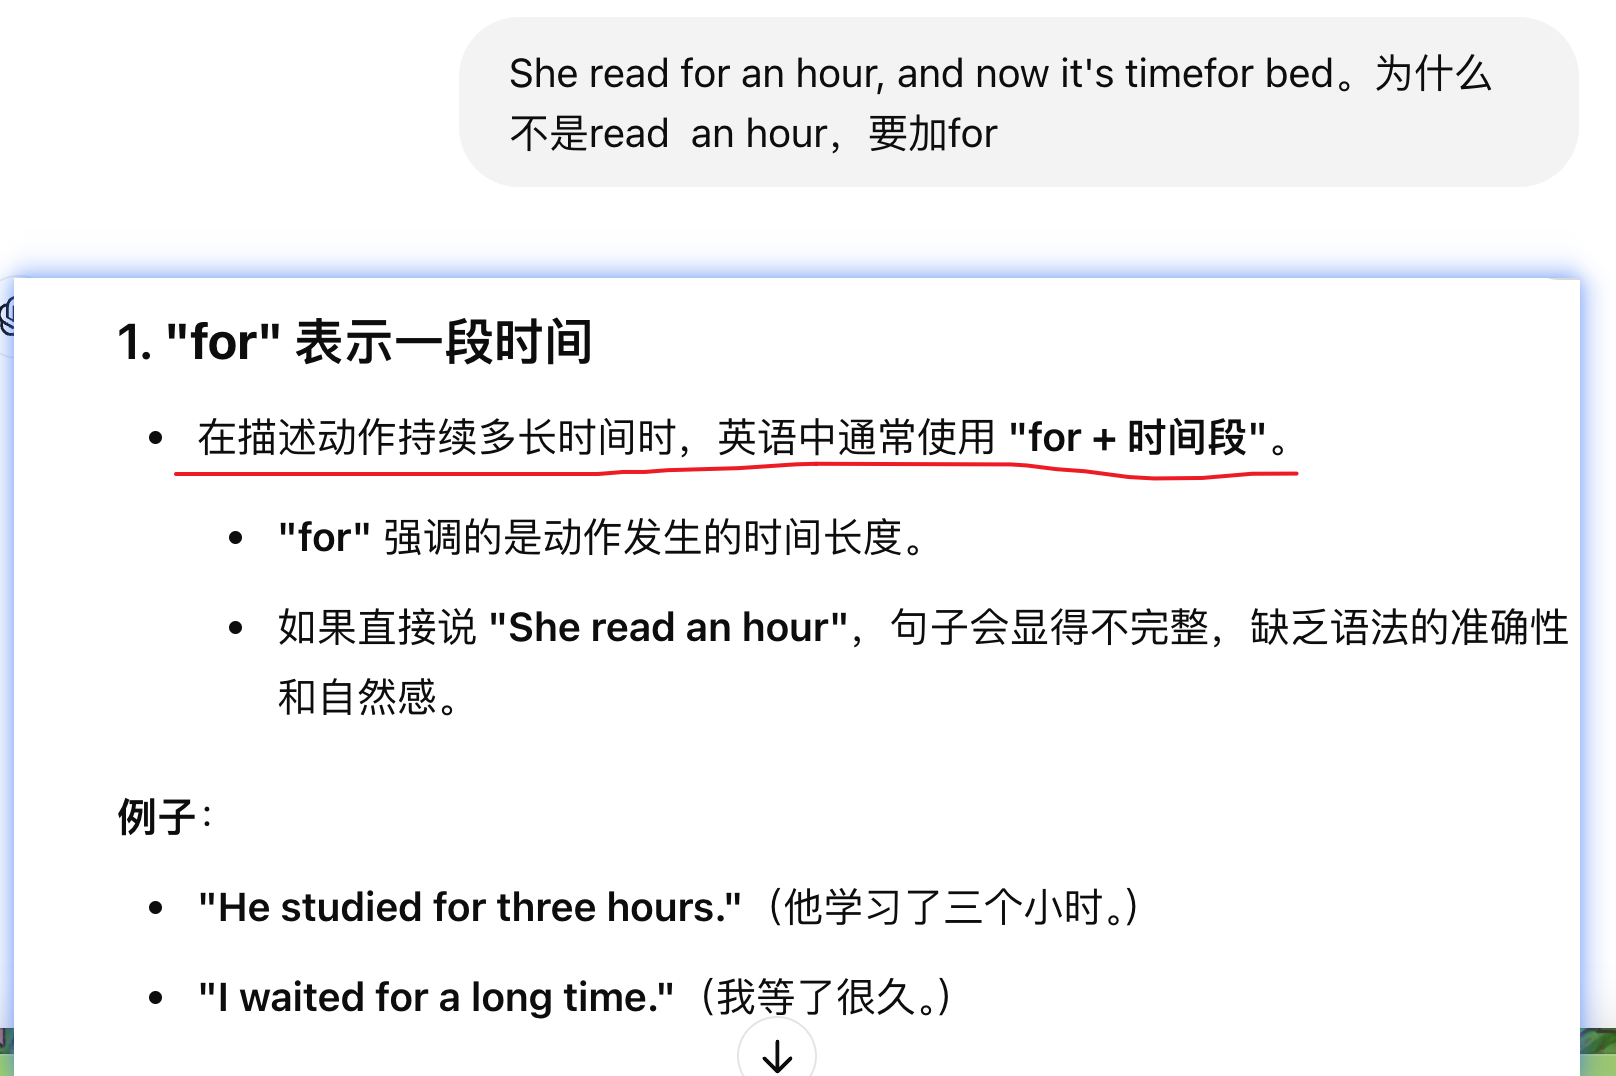 She read for an hour, and now it's timefor bed。为什么
不是read  an hour，要加for
1. "for" 表示一段时间
• 在描述动作持续多长时间时，英语中通常使用 "for + 时间段"。
• "for" 强调的是动作发生的时间长度。
• 如果直接说 "She read an hour"，句子会显得不完整，缺乏语法的准确性
和自然感。
例子：
• "He studied for three hours."（他学习了三个小时。）
• "I waited for a long time."（我等了很久。）